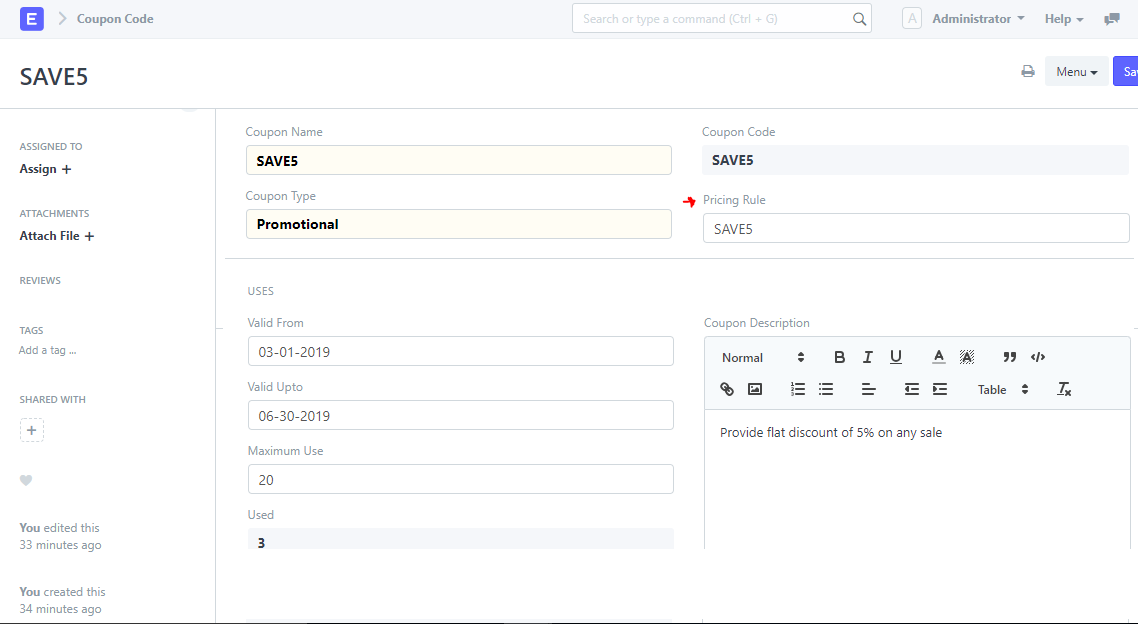 E
Coupon Code
Search or type a command (Ctrl + G)
A
Administrator
Help
SAVE5
Menu
ASSIGNED TO
Assign +
ATTACHMENTS
Attach File +
REVIEWS
TAGS
Add a tag ...
SHARED WITH
+
You edited this
33 minutes ago
You created this
34 minutes ago
Coupon Name
SAVE5
Coupon Type
Promotional
Coupon Code
SAVE5
Pricing Rule
SAVE5
USES
Valid From
03-01-2019
Valid Upto
06-30-2019
Maximum Use
20
Used
3
Coupon Description
Normal B I U A A
Table
Provide flat discount of 5% on any sale